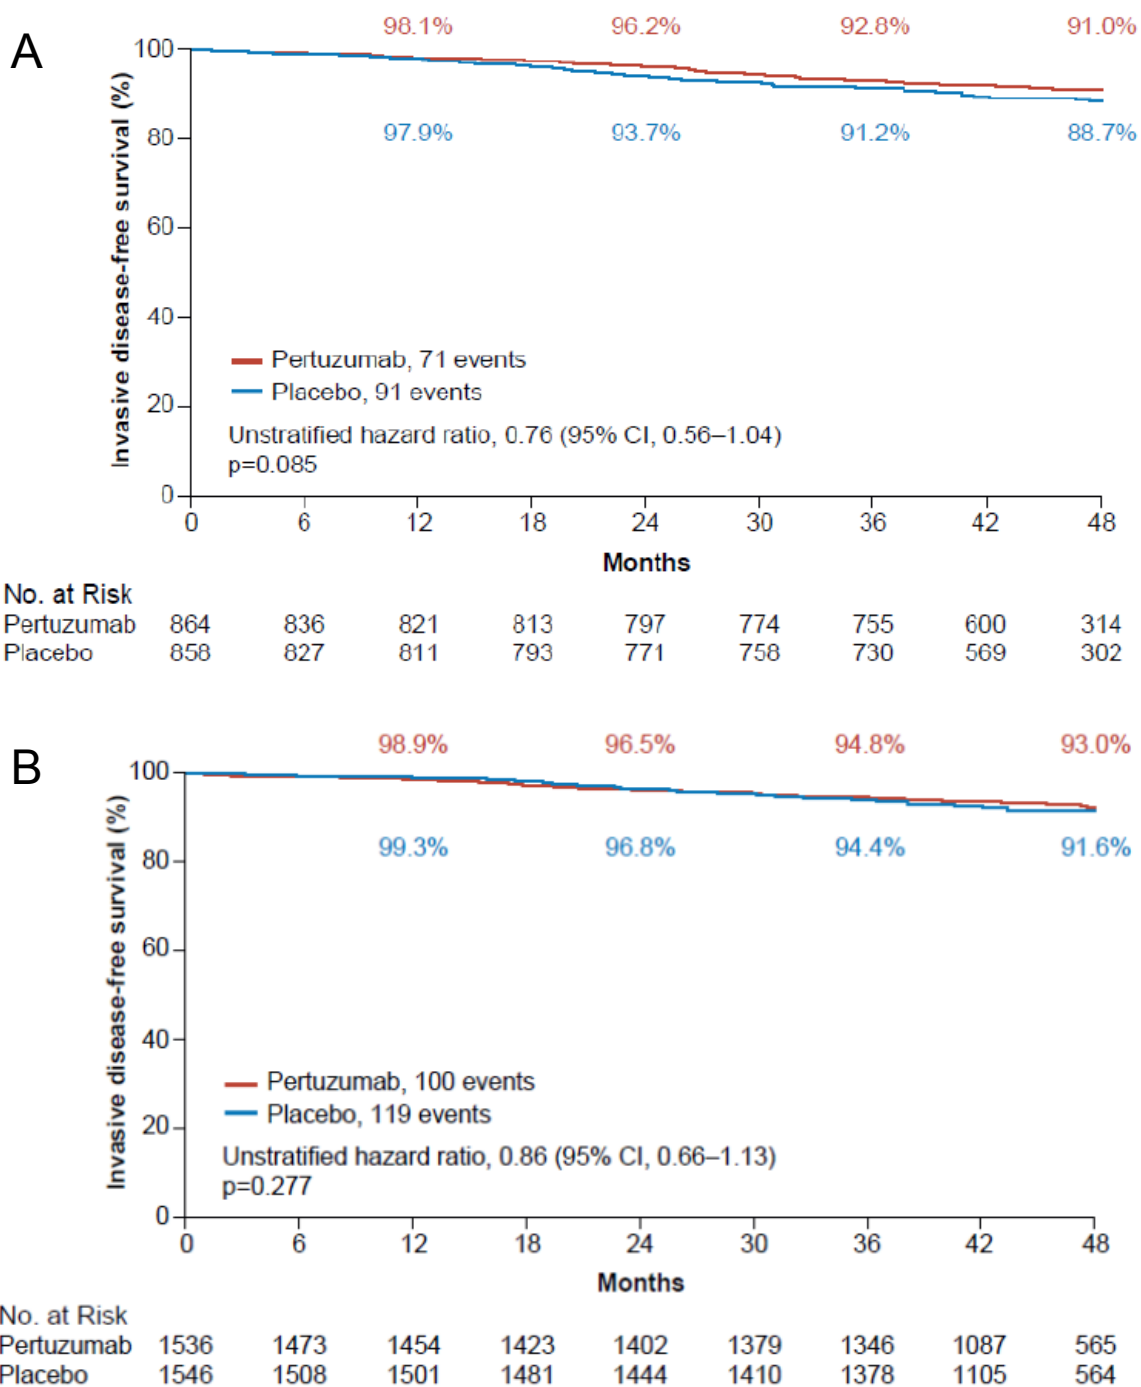 A
98.1% 96.2% 92.8% 91.0%
100
97.9% 93.7% 91.2% 88.7%
80
60
40
20
0
Invasive disease-free survival (%)
Pertuzumab, 71 events
Placebo, 91 events
Unstratified hazard ratio, 0.76 (95% CI, 0.56–1.04)
p=0.085
0 6 12 18 24 30 36 42 48
Months
No. at Risk
Pertuzumab 864 836 821 813 797 774 755 600 314
Placebo 858 827 811 793 771 758 730 569 302
B
98.9% 96.5% 94.8% 93.0%
100
99.3% 96.8% 94.4% 91.6%
80
60
40
20
0
Invasive disease-free survival (%)
Pertuzumab, 100 events
Placebo, 119 events
Unstratified hazard ratio, 0.86 (95% CI, 0.66–1.13)
p=0.277
0 6 12 18 24 30 36 42 48
Months
No. at Risk
Pertuzumab 1536 1473 1454 1423 1402 1379 1346 1087 565
Placebo 1546 1508 1501 1481 1444 1410 1378 1105 564